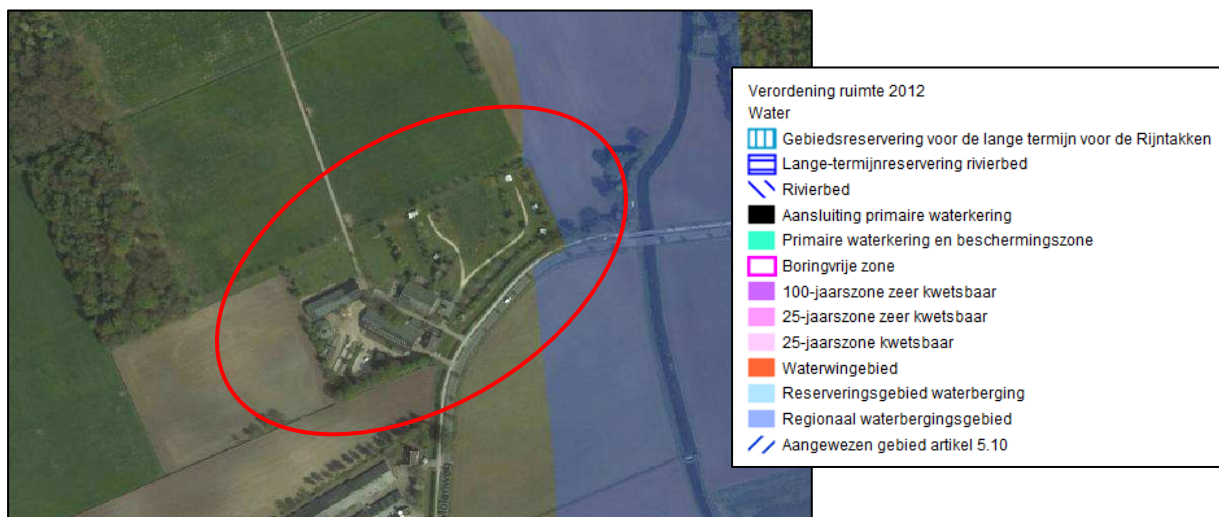 Verordening ruimte 2012
Water
Gebiedsreservering voor de lange termijn voor de Rijntakken
Lange-termijnreservering rivierbed
Rivierbed
Aansluiting primaire waterkering
Primaire waterkering en beschermingszone
Boringvrije zone
100-jaarszone zeer kwetsbaar
25-jaarszone zeer kwetsbaar
25-jaarszone kwetsbaar
Waterwingebied
Reserveringsgebied waterberging
Regionaal waterbergingsgebied
Aangewezen gebied artikel 5.10
Molenweg